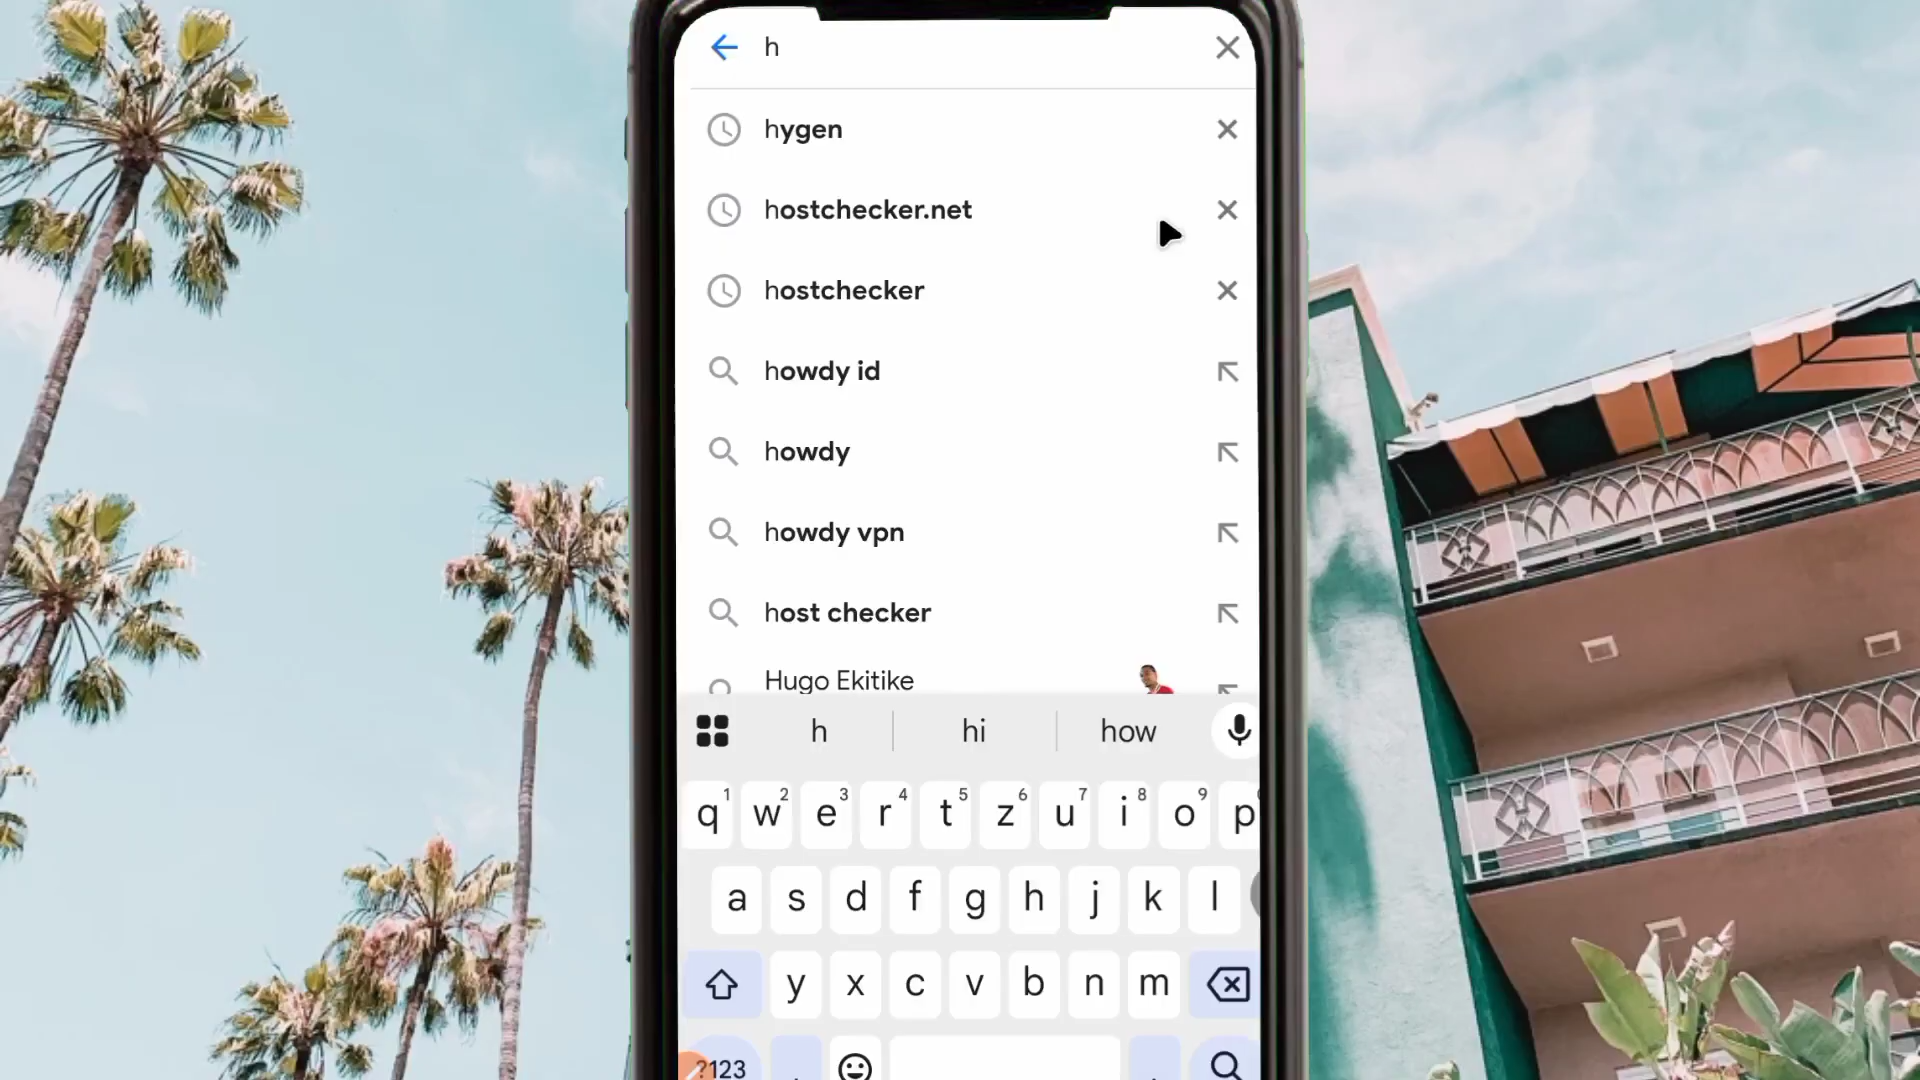 h
hygen
hostchecker.net
hostchecker
howdy id
howdy
howdy vpn
host checker
Hugo Ekitike
h hi how
q1 w2 e3 r4 t5 z6 u7 i8 o9 p
a s d f g h j k l
y x c v b n m
?123